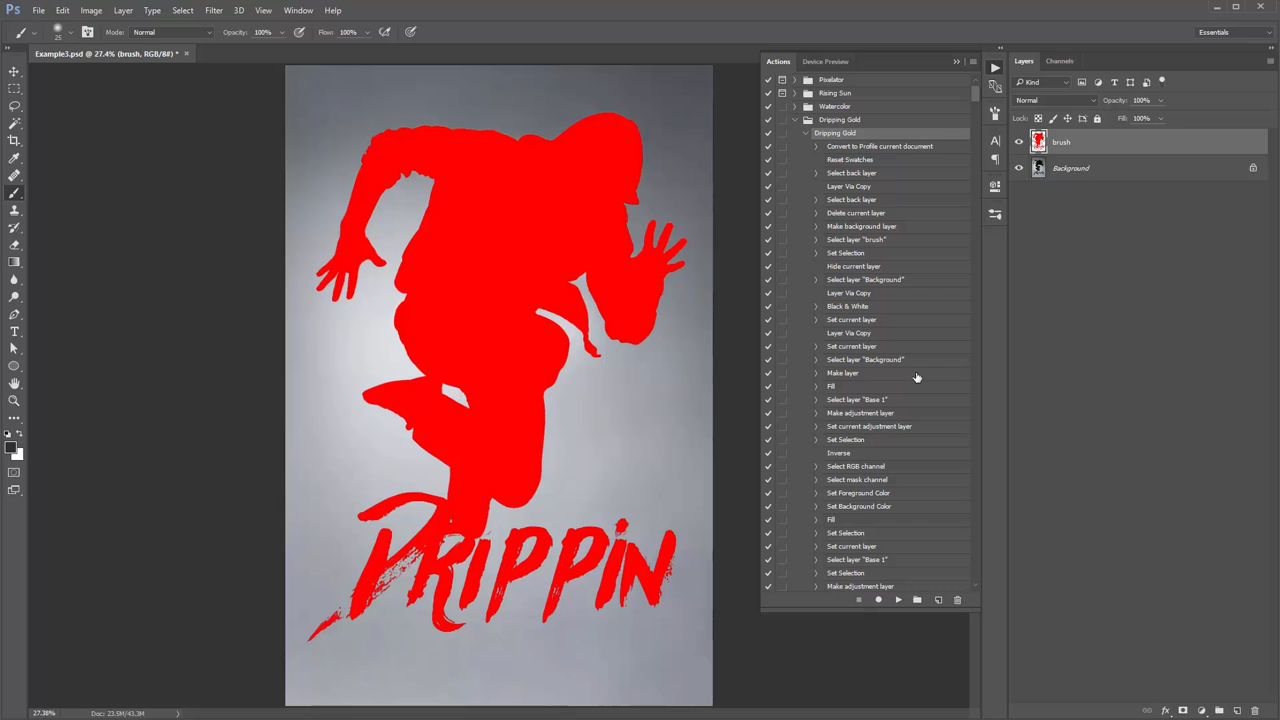 Ps File Edit Image Layer Type Select Filter 3D View Window Help
25 Mode: Normal Opacity: 100% Flow: 100% Essentials
Example3.psd @ 27.4% (brush, RGB/8#) *
Actions Device Preview
Pixelator
Rising Sun
Watercolor
Dripping Gold
Dripping Gold
Convert to Profile current document
Reset Swatches
Select back layer
Layer Via Copy
Select back layer
Delete current layer
Make background layer
Select layer "brush"
Set Selection
Hide current layer
Select layer "Background"
Layer Via Copy
Black & White
Set current layer
Layer Via Copy
Set current layer
Select layer "Background"
Make layer
Fill
Select layer "Base 1"
Make adjustment layer
Set current adjustment layer
Set Selection
Inverse
Select RGB channel
Select mask channel
Set Foreground Color
Set Background Color
Fill
Set Selection
Set current layer
Select layer "Base 1"
Set Selection
Make adjustment layer
Layers Channels
Kind
Normal Opacity: 100%
Lock: Fill: 100%
brush
Background
DRIPPIN
27.38% Doc: 23.5M/43.3M